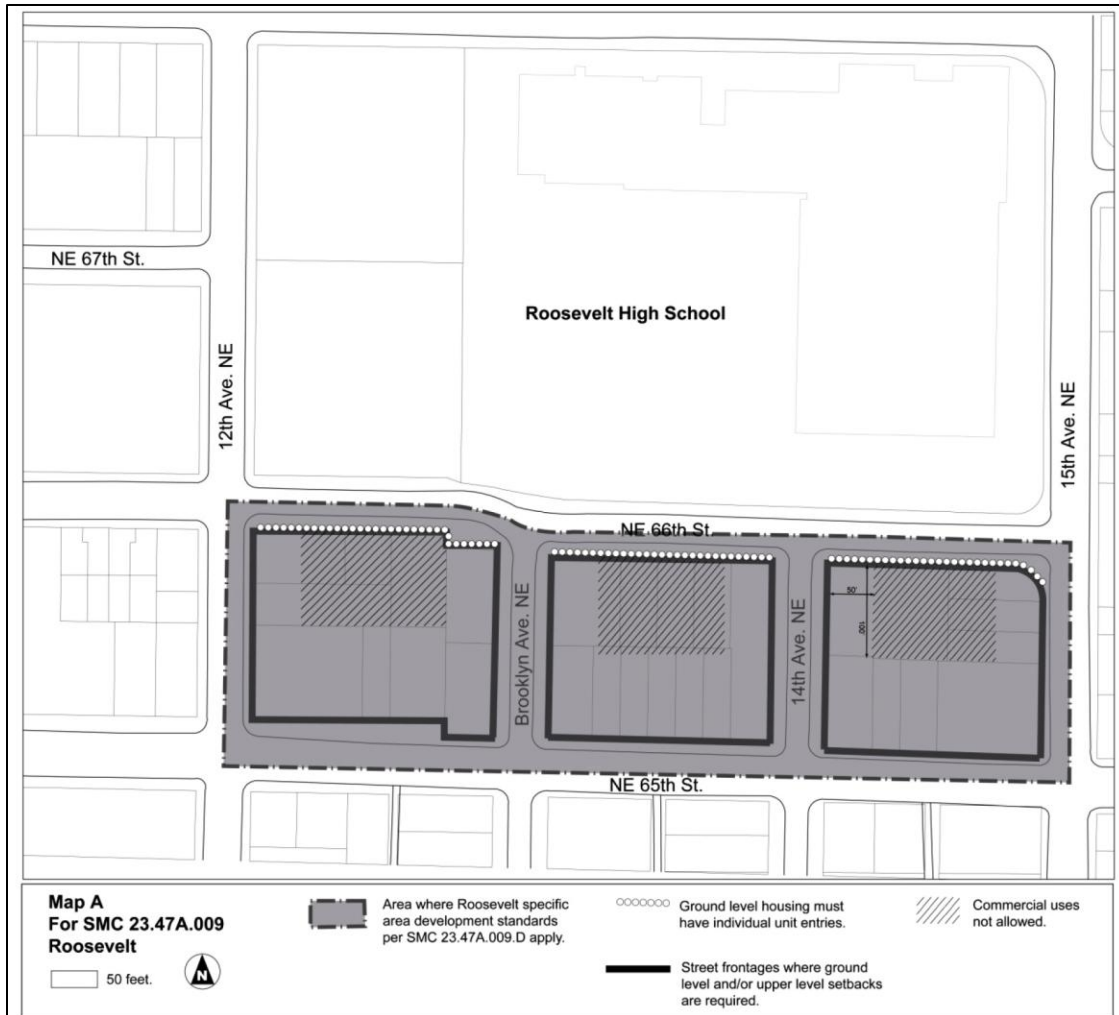 NE 67th St.
Roosevelt High School
12th Ave. NE
15th Ave. NE
NE 66th St.
50'
100'
Brooklyn Ave. NE
14th Ave. NE
NE 65th St.
Map A
For SMC 23.47A.009
Roosevelt
50 feet.
N
Area where Roosevelt specific
area development standards
per SMC 23.47A.009.D apply.
Ground level housing must
have individual unit entries.
Street frontages where ground
level and/or upper level setbacks
are required.
Commercial uses
not allowed.